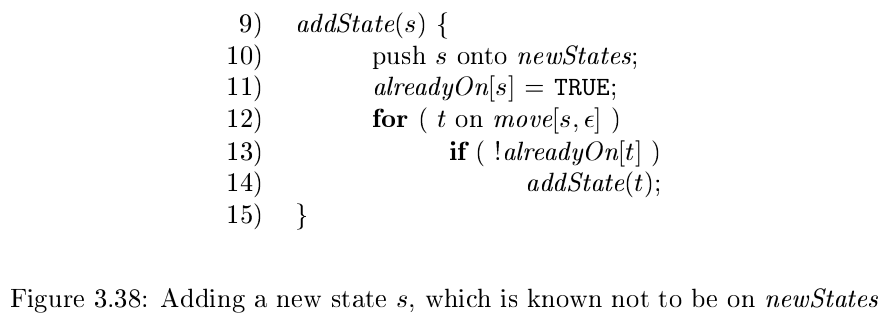 9) addState(s) {
10) push s onto newStates;
11) alreadyOn[s] = TRUE;
12) for ( t on move[s, ϵ] )
13) if ( !alreadyOn[t] )
14) addState(t);
15) }
Figure 3.38: Adding a new state s, which is known not to be on newStates